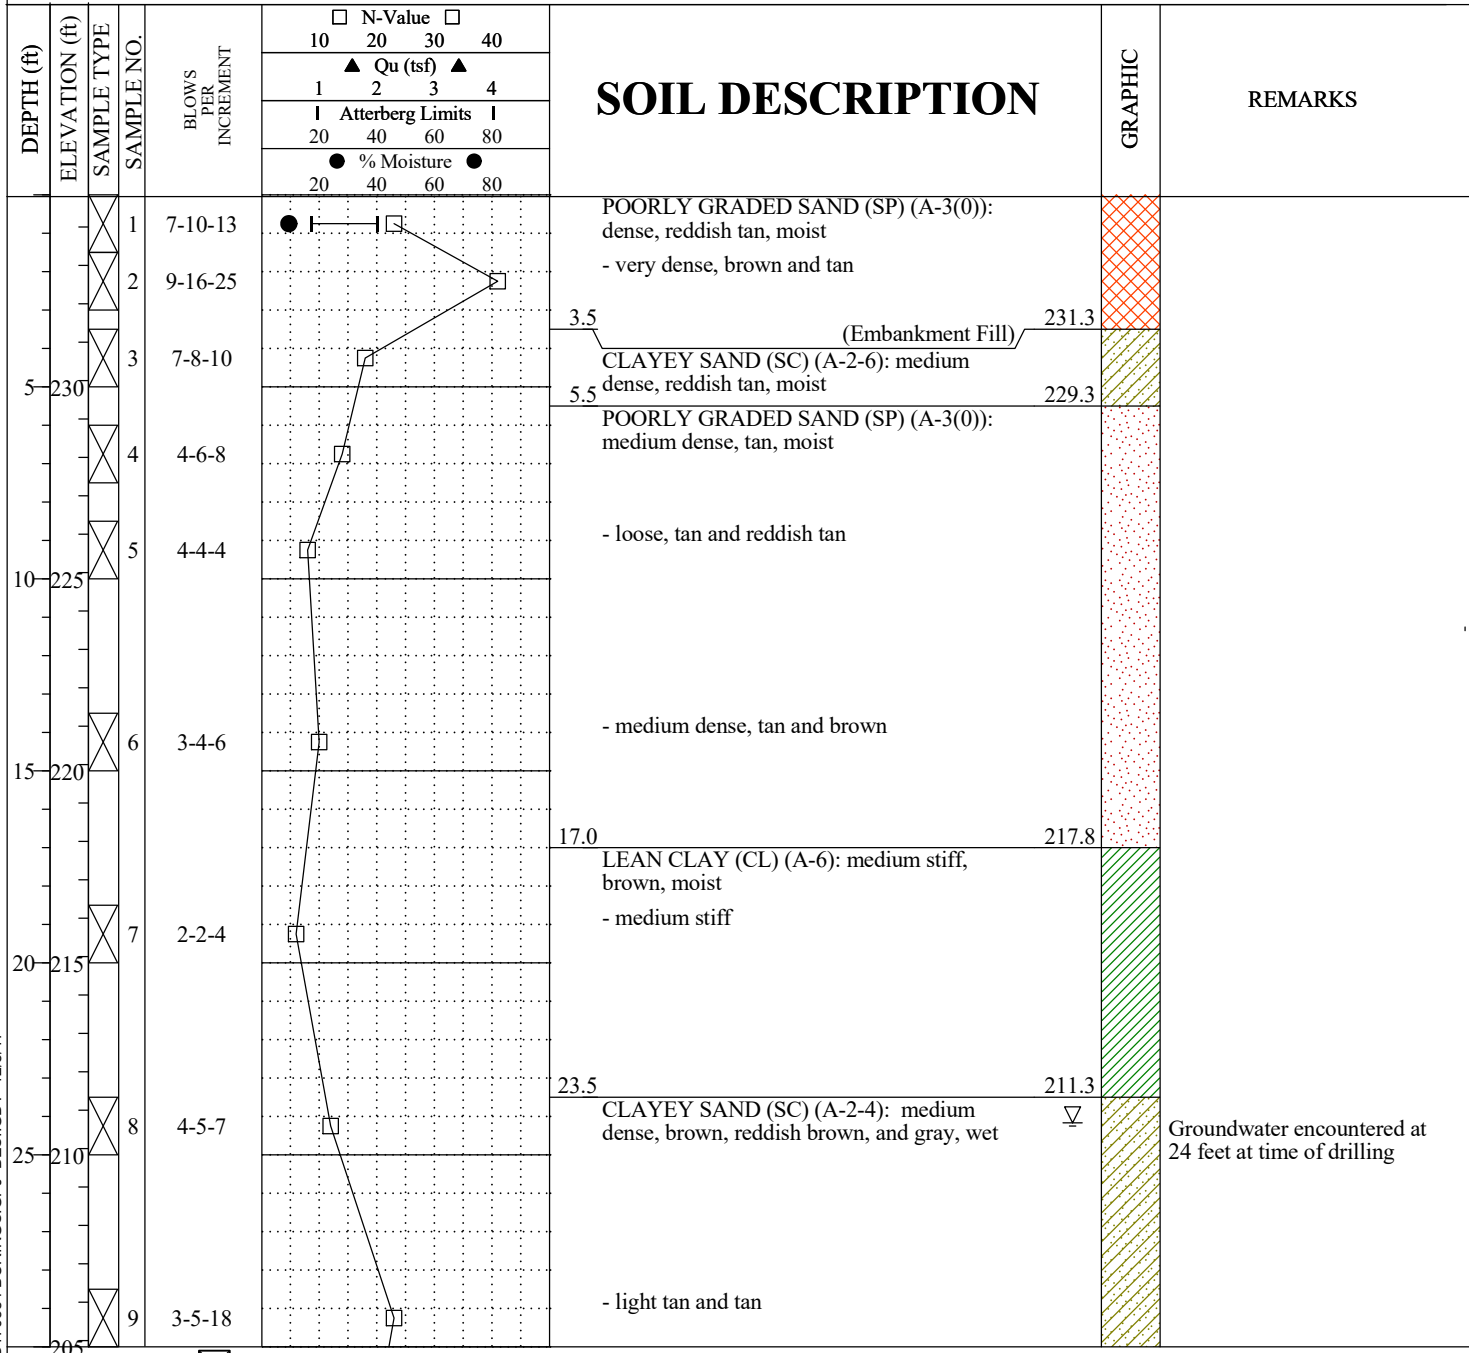 DEPTH (ft)
ELEVATION (ft)
SAMPLE TYPE
SAMPLE NO.
BLOWS
PER
INCREMENT
N-Value
10 20 30 40
▲ Qu (tsf) ▲
1 2 3 4
Atterberg Limits
20 40 60 80
● % Moisture ●
20 40 60 80
SOIL DESCRIPTION
GRAPHIC
REMARKS
1 7-10-13
POORLY GRADED SAND (SP) (A-3(0)):
dense, reddish tan, moist
- very dense, brown and tan
2 9-16-25
3.5 231.3
(Embankment Fill)
3 7-8-10
CLAYEY SAND (SC) (A-2-6): medium
dense, reddish tan, moist
5 230
5.5 229.3
POORLY GRADED SAND (SP) (A-3(0)):
medium dense, tan, moist
4 4-6-8
- loose, tan and reddish tan
5 4-4-4
10 225
- medium dense, tan and brown
6 3-4-6
15 220
17.0 217.8
LEAN CLAY (CL) (A-6): medium stiff,
brown, moist
- medium stiff
7 2-2-4
20 215
23.5 211.3
CLAYEY SAND (SC) (A-2-4): medium
dense, brown, reddish brown, and gray, wet
8 4-5-7
Groundwater encountered at
24 feet at time of drilling
25 210
- light tan and tan
9 3-5-18
205